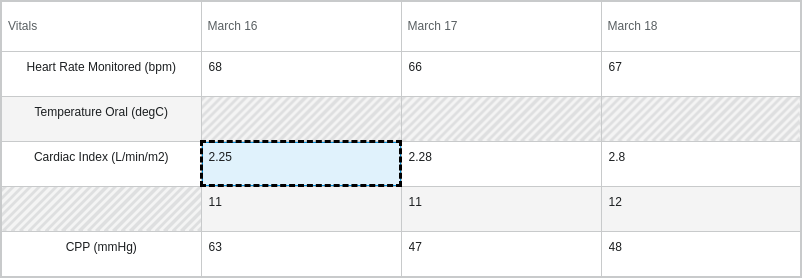 Vitals March 16 March 17 March 18
Heart Rate Monitored (bpm) 68 66 67
Temperature Oral (degC)
Cardiac Index (L/min/m2) 2.25 2.28 2.8
11 11 12
CPP (mmHg) 63 47 48